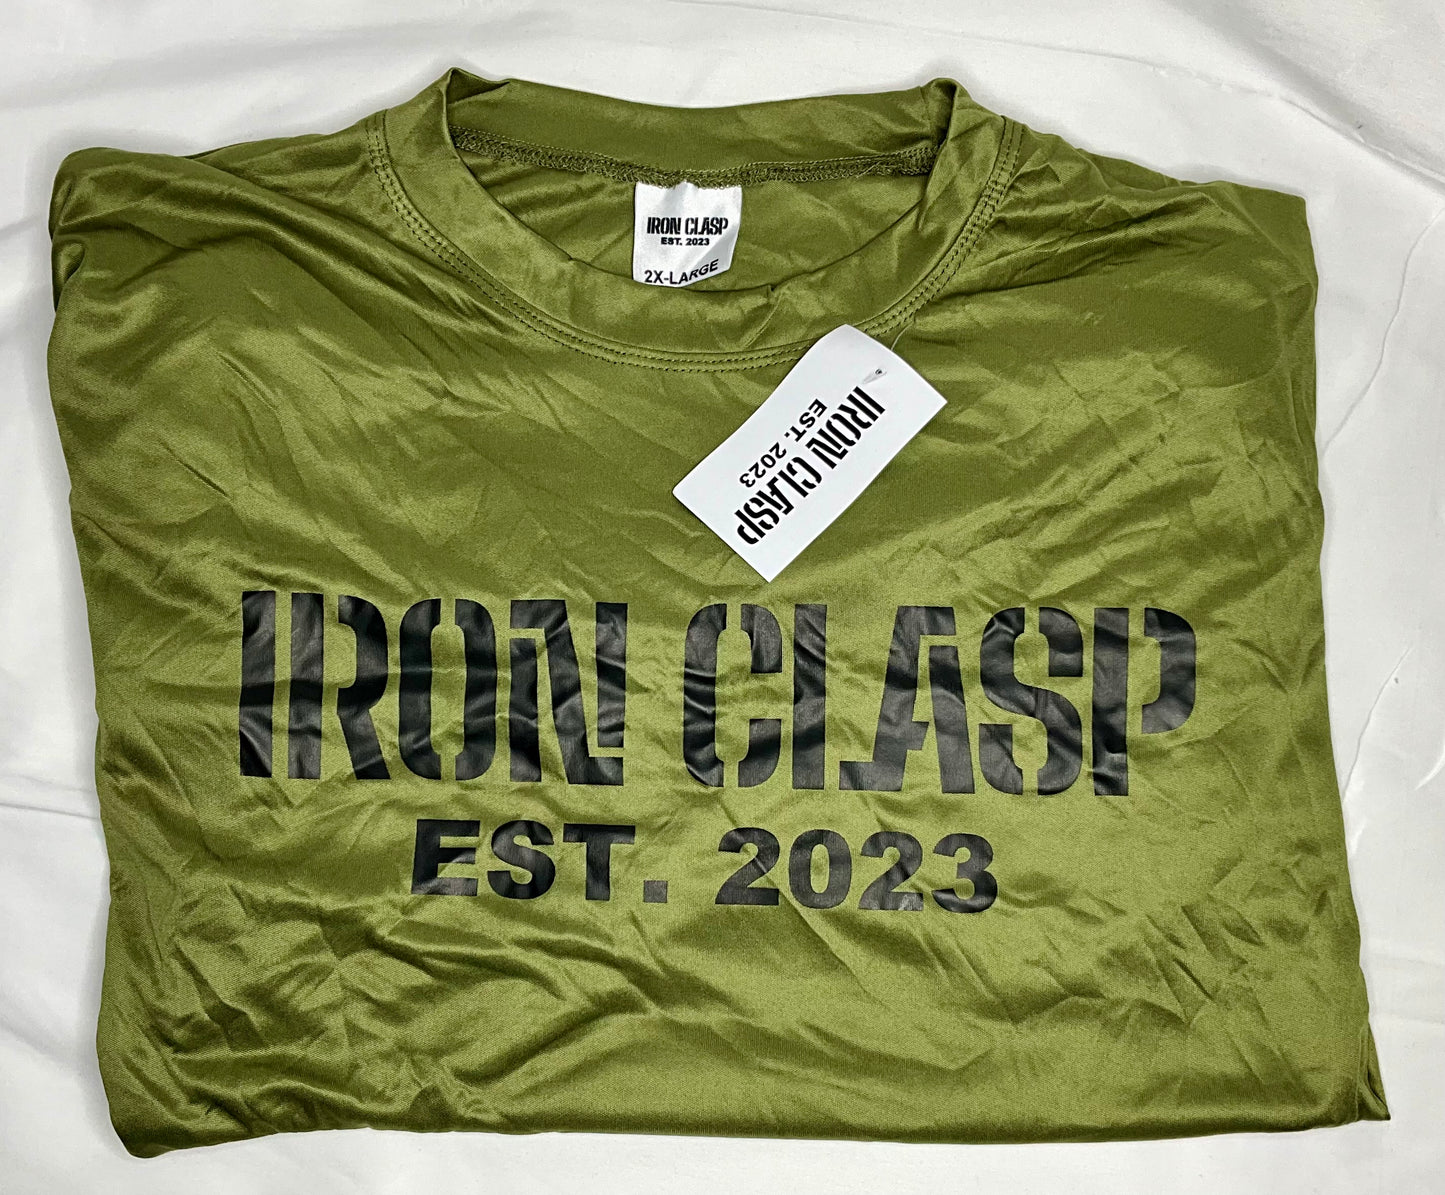 IRON CLASP
EST. 2023
2X-LARGE
IRON CLASP
EST. 2023
IRON CLASP
EST. 2023